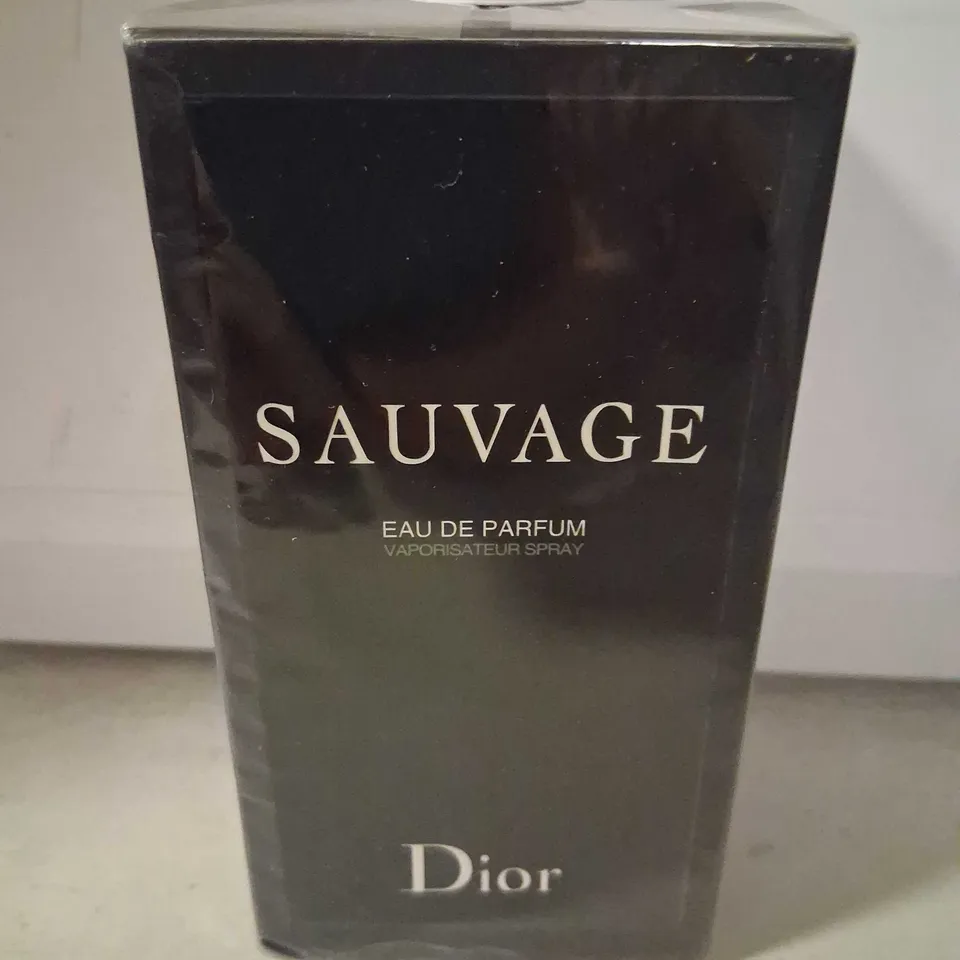 SAUVAGE
EAU DE PARFUM
VAPORISATEUR SPRAY
Dior